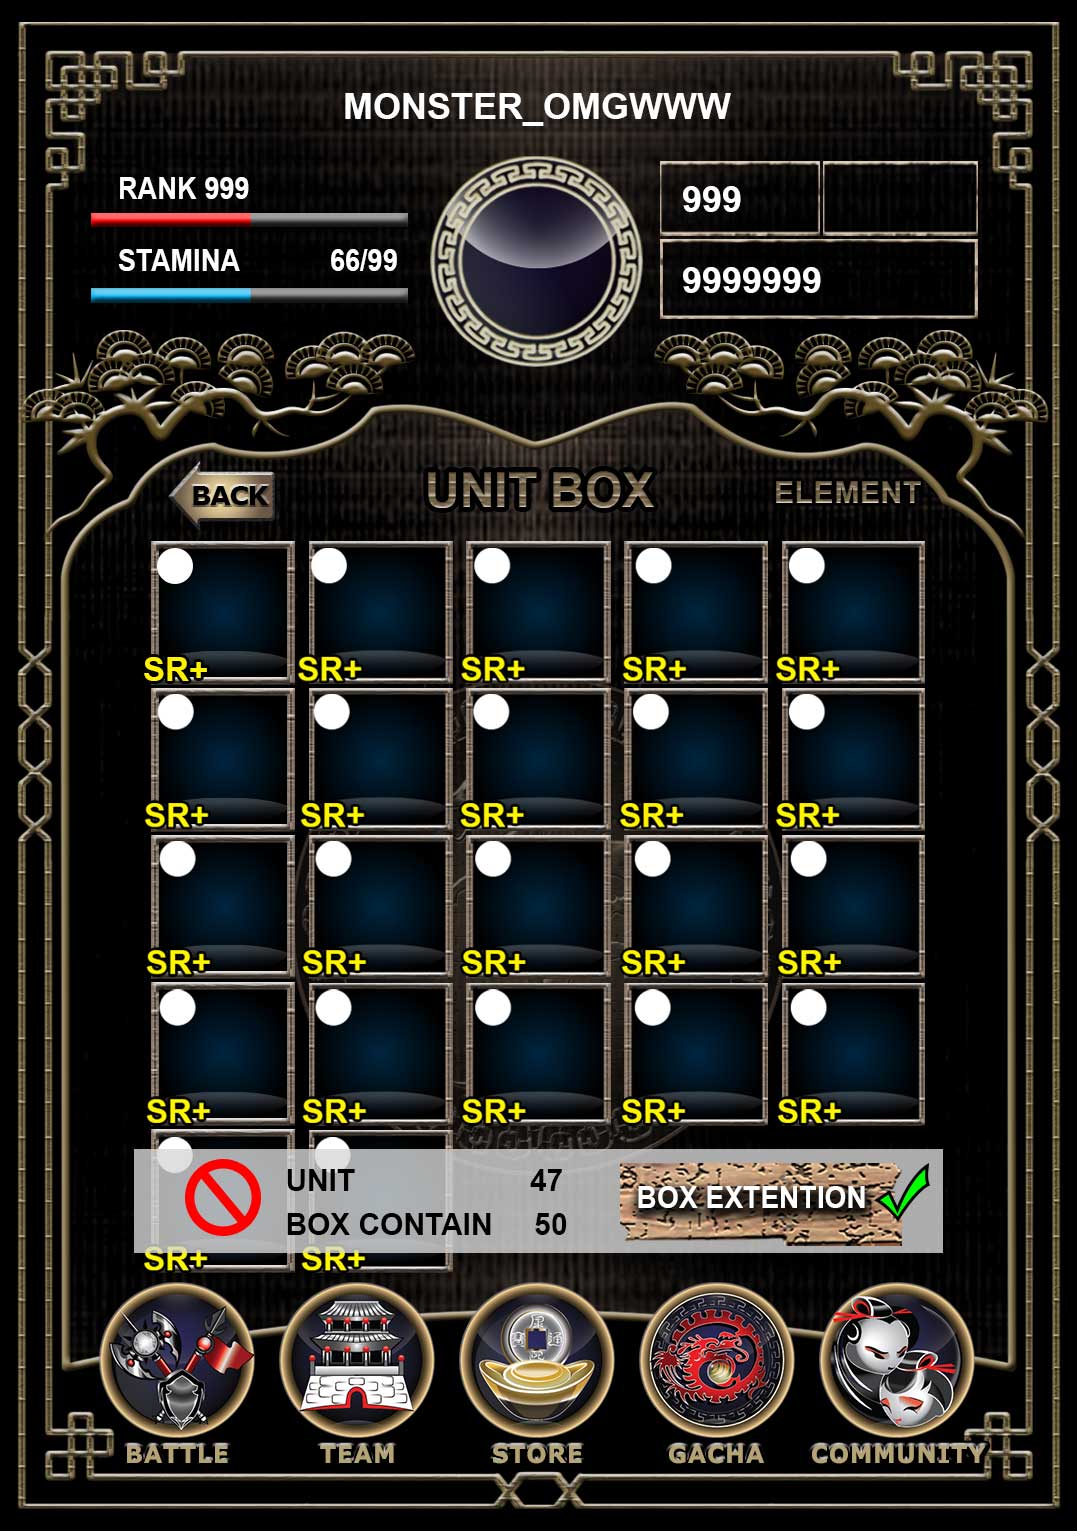 MONSTER_OMGWWW
RANK 999
999
STAMINA 66/99
9999999
BACK UNIT BOX ELEMENT
SR+ SR+ SR+ SR+ SR+
SR+ SR+ SR+ SR+ SR+
SR+ SR+ SR+ SR+ SR+
SR+ SR+ SR+ SR+ SR+
UNIT 47
BOX CONTAIN 50
BOX EXTENTION
SR+ SR+
BATTLE TEAM STORE GACHA COMMUNITY